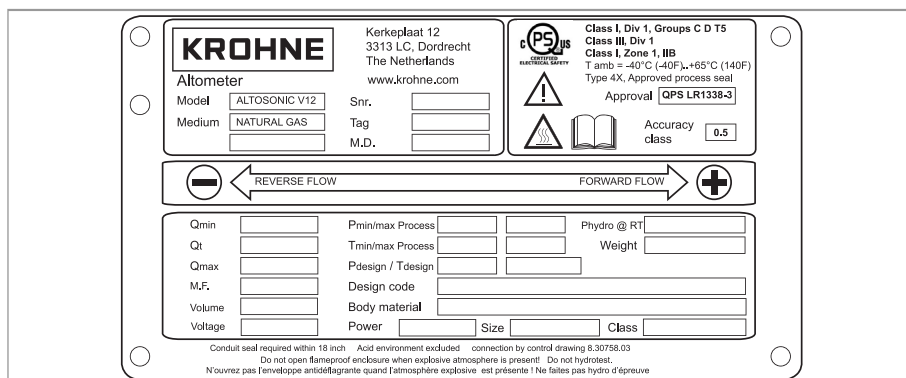 KROHNE
Altometer
Model ALTOSONIC V12
Medium NATURAL GAS
Kerkeplaat 12
3313 LC, Dordrecht
The Netherlands
www.krohne.com
Snr.
Tag
M.D.
C PS US
CERTIFIED
ELECTRICAL SAFETY
Class I, Div 1, Groups C D T5
Class III, Div 1
Class I, Zone 1, IIB
T amb = -40°C (-40F)..+65°C (140F)
Type 4X, Approved process seal
Approval QPS LR1338-3
Accuracy
class 0.5
REVERSE FLOW FORWARD FLOW
Qmin Pmin/max Process Phydro @ RT
Qt Tmin/max Process Weight
Qmax Pdesign / Tdesign
M.F. Design code
Volume Body material
Voltage Power Size Class
Conduit seal required within 18 inch Acid environment excluded connection by control drawing 8.30758.03
Do not open flameproof enclosure when explosive atmosphere is present! Do not hydrotest.
N'ouvrez pas l'enveloppe antidéflagrante quand l'atmosphère explosive est présente ! Ne faites pas hydro d'épreuve